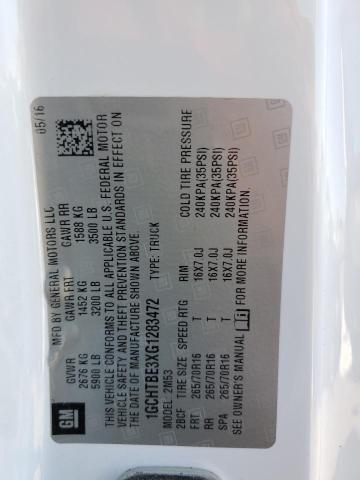 GM
MFD BY GENERAL MOTORS LLC
05/16
GVWR GAWR FRT GAWR RR
2676 KG 1452 KG 1588 KG
5900 LB 3200 LB 3500 LB
THIS VEHICLE CONFORMS TO ALL APPLICABLE U.S. FEDERAL MOTOR
VEHICLE SAFETY AND THEFT PREVENTION STANDARDS IN EFFECT ON
THE DATE OF MANUFACTURE SHOWN ABOVE.
1GCHTBE3XG1283472 TYPE: TRUCK
MODEL: 2M53
2BCF TIRE SIZE SPEED RTG RIM COLD TIRE PRESSURE
FRT 265/70R16 T 16X7.0J 240KPA(35PSI)
RR 265/70R16 T 16X7.0J 240KPA(35PSI)
SPA 265/70R16 T 16X7.0J 240KPA(35PSI)
SEE OWNER'S MANUAL FOR MORE INFORMATION.